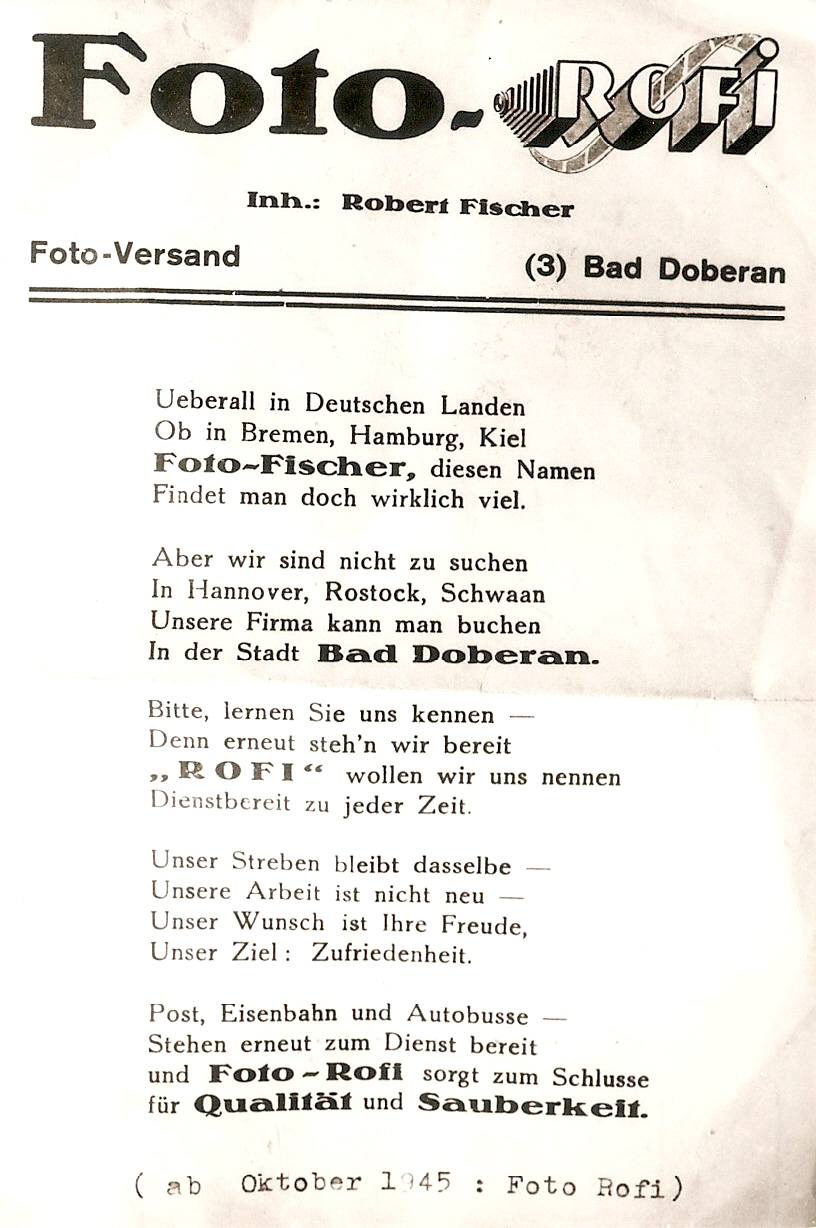 Foto-ROFi
Inh.: Robert Fischer
Foto-Versand (3) Bad Doberan
Ueberall in Deutschen Landen
Ob in Bremen, Hamburg, Kiel
Foto-Fischer, diesen Namen
Findet man doch wirklich viel.
Aber wir sind nicht zu suchen
In Hannover, Rostock, Schwaan
Unsere Firma kann man buchen
In der Stadt Bad Doberan.
Bitte, lernen Sie uns kennen —
Denn erneut steh'n wir bereit
„ROFI“ wollen wir uns nennen
Dienstbereit zu jeder Zeit.
Unser Streben bleibt dasselbe —
Unsere Arbeit ist nicht neu —
Unser Wunsch ist Ihre Freude,
Unser Ziel: Zufriedenheit.
Post, Eisenbahn und Autobusse —
Stehen erneut zum Dienst bereit
und Foto-Rofi sorgt zum Schlusse
für Qualität und Sauberkeit.
( ab Oktober 1945 : Foto Rofi)